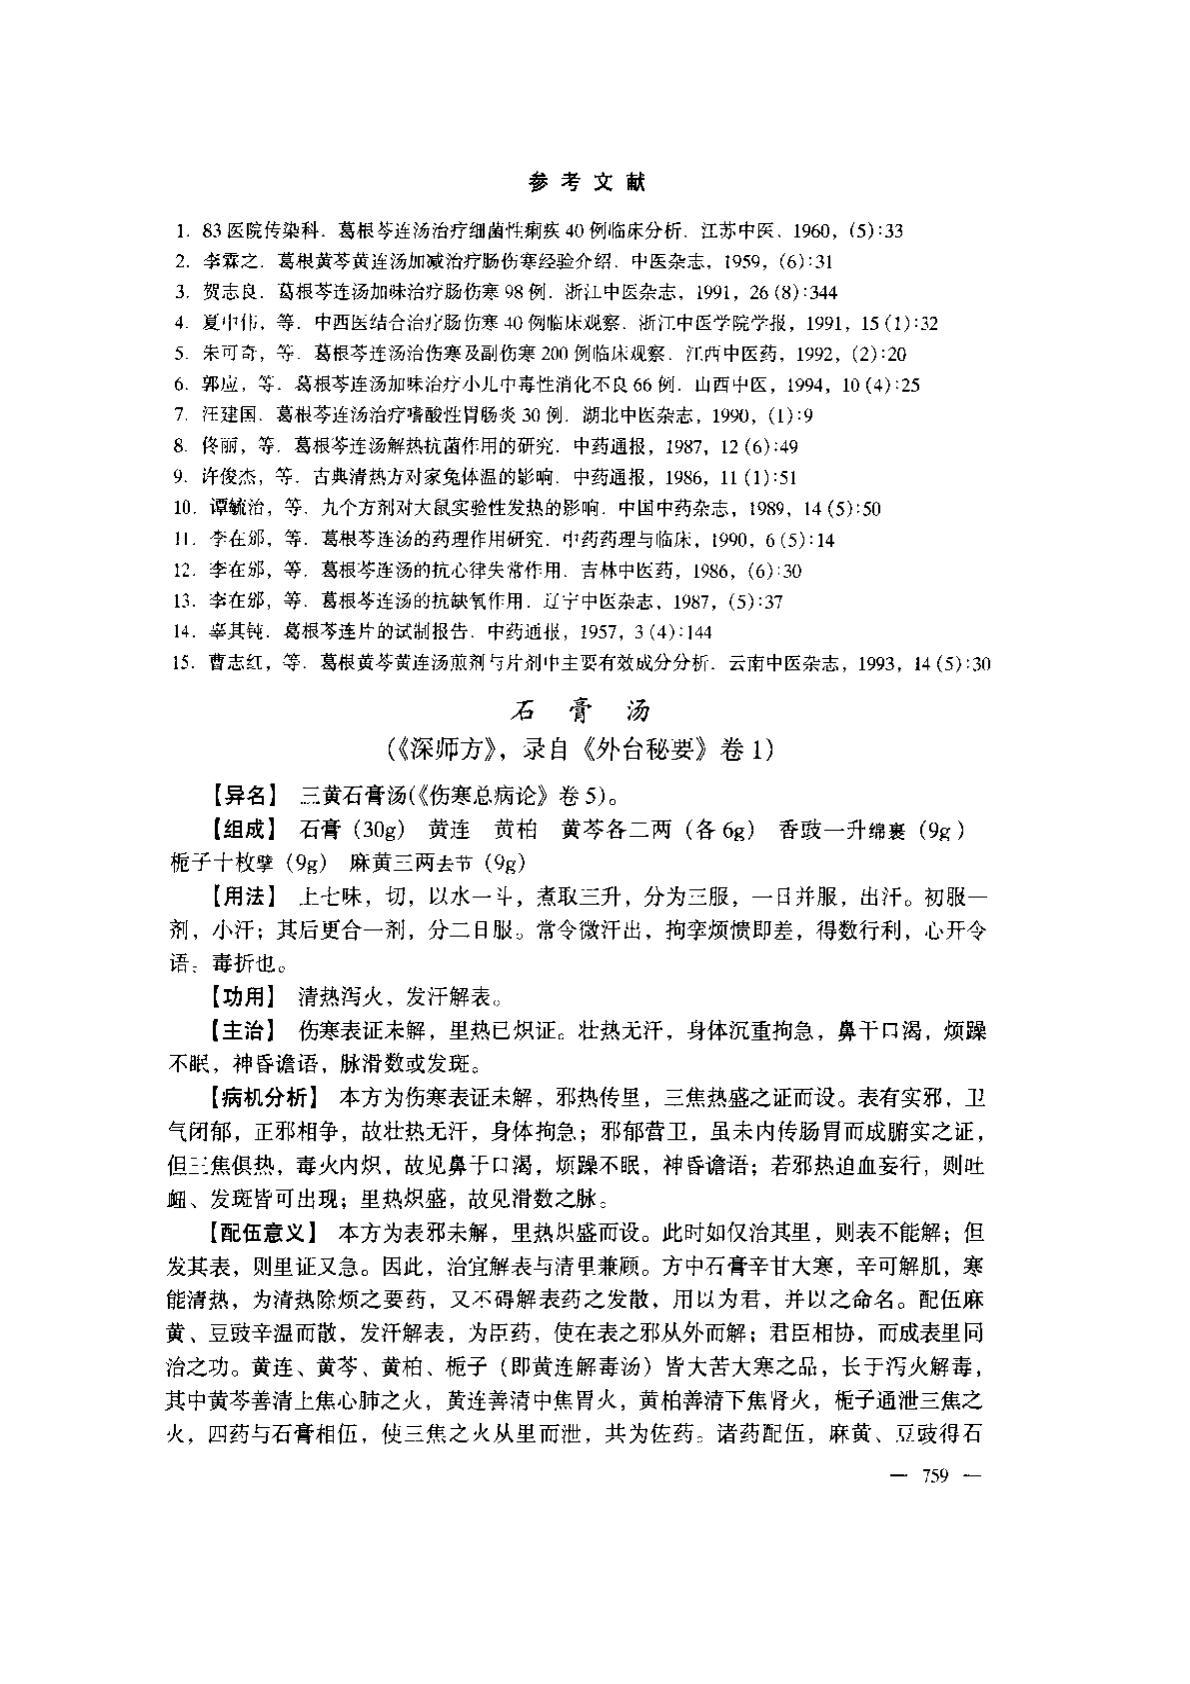 参考文献
1. 83医院传染科. 葛根芩连汤治疗细菌性痢疾40例临床分析. 江苏中医, 1960, (5):33
2. 李霖之. 葛根黄芩黄连汤加减治疗肠伤寒经验介绍. 中医杂志, 1959, (6):31
3. 贺志良. 葛根芩连汤加味治疗肠伤寒98例. 浙江中医杂志, 1991, 26(8):344
4. 夏中伟, 等. 中西医结合治疗肠伤寒40例临床观察. 浙江中医学院学报, 1991, 15(1):32
5. 朱可奇, 等. 葛根芩连汤治伤寒及副伤寒200例临床观察. 江西中医药, 1992, (2):20
6. 郭应, 等. 葛根芩连汤加味治疗小儿中毒性消化不良66例. 山西中医, 1994, 10(4):25
7. 汪建国. 葛根芩连汤治疗嗜酸性胃肠炎30例. 湖北中医杂志, 1990, (1):9
8. 佟丽, 等. 葛根芩连汤解热抗菌作用的研究. 中药通报, 1987, 12(6):49
9. 许俊杰, 等. 古典清热方对家兔体温的影响. 中药通报, 1986, 11(1):51
10. 谭毓治, 等. 九个方剂对大鼠实验性发热的影响. 中国中药杂志, 1989, 14(5):50
11. 李在邠, 等. 葛根芩连汤的药理作用研究. 中药药理与临床, 1990, 6(5):14
12. 李在邠, 等. 葛根芩连汤的抗心律失常作用. 吉林中医药, 1986, (6):30
13. 李在邠, 等. 葛根芩连汤的抗缺氧作用. 辽宁中医杂志, 1987, (5):37
14. 辜其钝. 葛根芩连片的试制报告. 中药通报, 1957, 3(4):144
15. 曹志红, 等. 葛根黄芩黄连汤煎剂与片剂中主要有效成分分析. 云南中医杂志, 1993, 14(5):30
石膏汤
(《深师方》, 录自《外台秘要》卷1)
【异名】 三黄石膏汤(《伤寒总病论》卷5)。
【组成】 石膏（30g） 黄连 黄柏 黄芩各二两（各6g） 香豉一升绵裹（9g）
栀子十枚擘（9g） 麻黄三两去节（9g）
【用法】 上七味，切，以水一斗，煮取三升，分为三服，一日并服，出汗。初服一
剂，小汗；其后更合一剂，分二日服。常令微汗出，拘挛烦愦即差，得数行利，心开令
语，毒折也。
【功用】 清热泻火，发汗解表。
【主治】 伤寒表证未解，里热已炽证。壮热无汗，身体沉重拘急，鼻干口渴，烦躁
不眠，神昏谵语，脉滑数或发斑。
【病机分析】 本方为伤寒表证未解，邪热传里，三焦热盛之证而设。表有实邪，卫
气闭郁，正邪相争，故壮热无汗，身体拘急；邪郁营卫，虽未内传肠胃而成腑实之证，
但三焦俱热，毒火内炽，故见鼻干口渴，烦躁不眠，神昏谵语；若邪热迫血妄行，则吐
衄、发斑皆可出现；里热炽盛，故见滑数之脉。
【配伍意义】 本方为表邪未解，里热炽盛而设。此时如仅治其里，则表不能解；但
发其表，则里证又急。因此，治宜解表与清里兼顾。方中石膏辛甘大寒，辛可解肌，寒
能清热，为清热除烦之要药，又不碍解表药之发散，用以为君，并以之命名。配伍麻
黄、豆豉辛温而散，发汗解表，为臣药，使在表之邪从外而解；君臣相协，而成表里同
治之功。黄连、黄芩、黄柏、栀子（即黄连解毒汤）皆大苦大寒之品，长于泻火解毒，
其中黄芩善清上焦心肺之火，黄连善清中焦胃火，黄柏善清下焦肾火，栀子通泄三焦之
火，四药与石膏相伍，使三焦之火从里而泄，共为佐药。诸药配伍，麻黄、豆豉得石
— 759 —